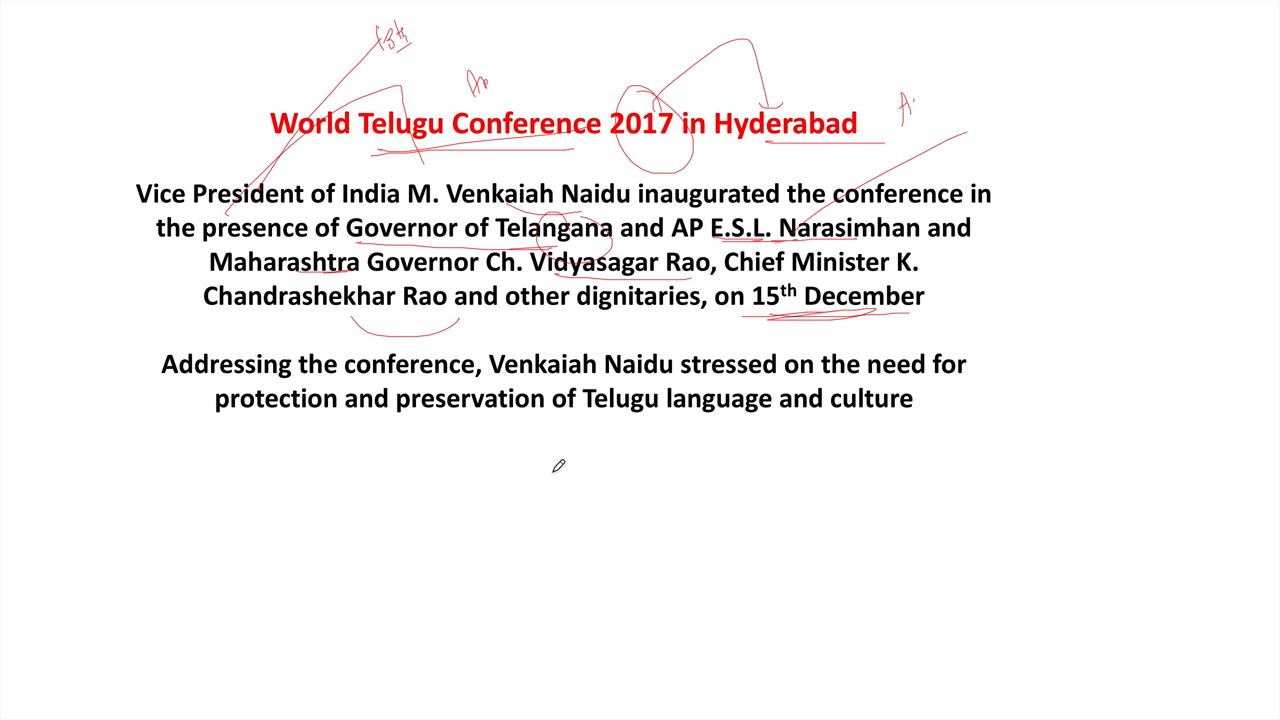 World Telugu Conference 2017 in Hyderabad
Vice President of India M. Venkaiah Naidu inaugurated the conference in
the presence of Governor of Telangana and AP E.S.L. Narasimhan and
Maharashtra Governor Ch. Vidyasagar Rao, Chief Minister K.
Chandrashekhar Rao and other dignitaries, on 15th December
Addressing the conference, Venkaiah Naidu stressed on the need for
protection and preservation of Telugu language and culture